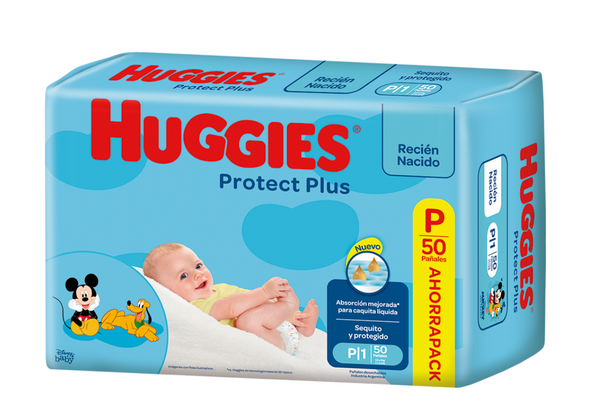 HUGGIES®
Protect Plus
Recién
Nacido
Sequito
y protegido
P|1
50
HUGGIES®
Protect Plus
Recién
Nacido
P
50
Pañales
AHORRAPACK
Nuevo
Absorción mejorada*
para caquita líquida
Sequito
y protegido
P|1
50
Pañales
Disney
baby
HUGGIES®
Protect Plus
Recién
Nacido
P|1
50